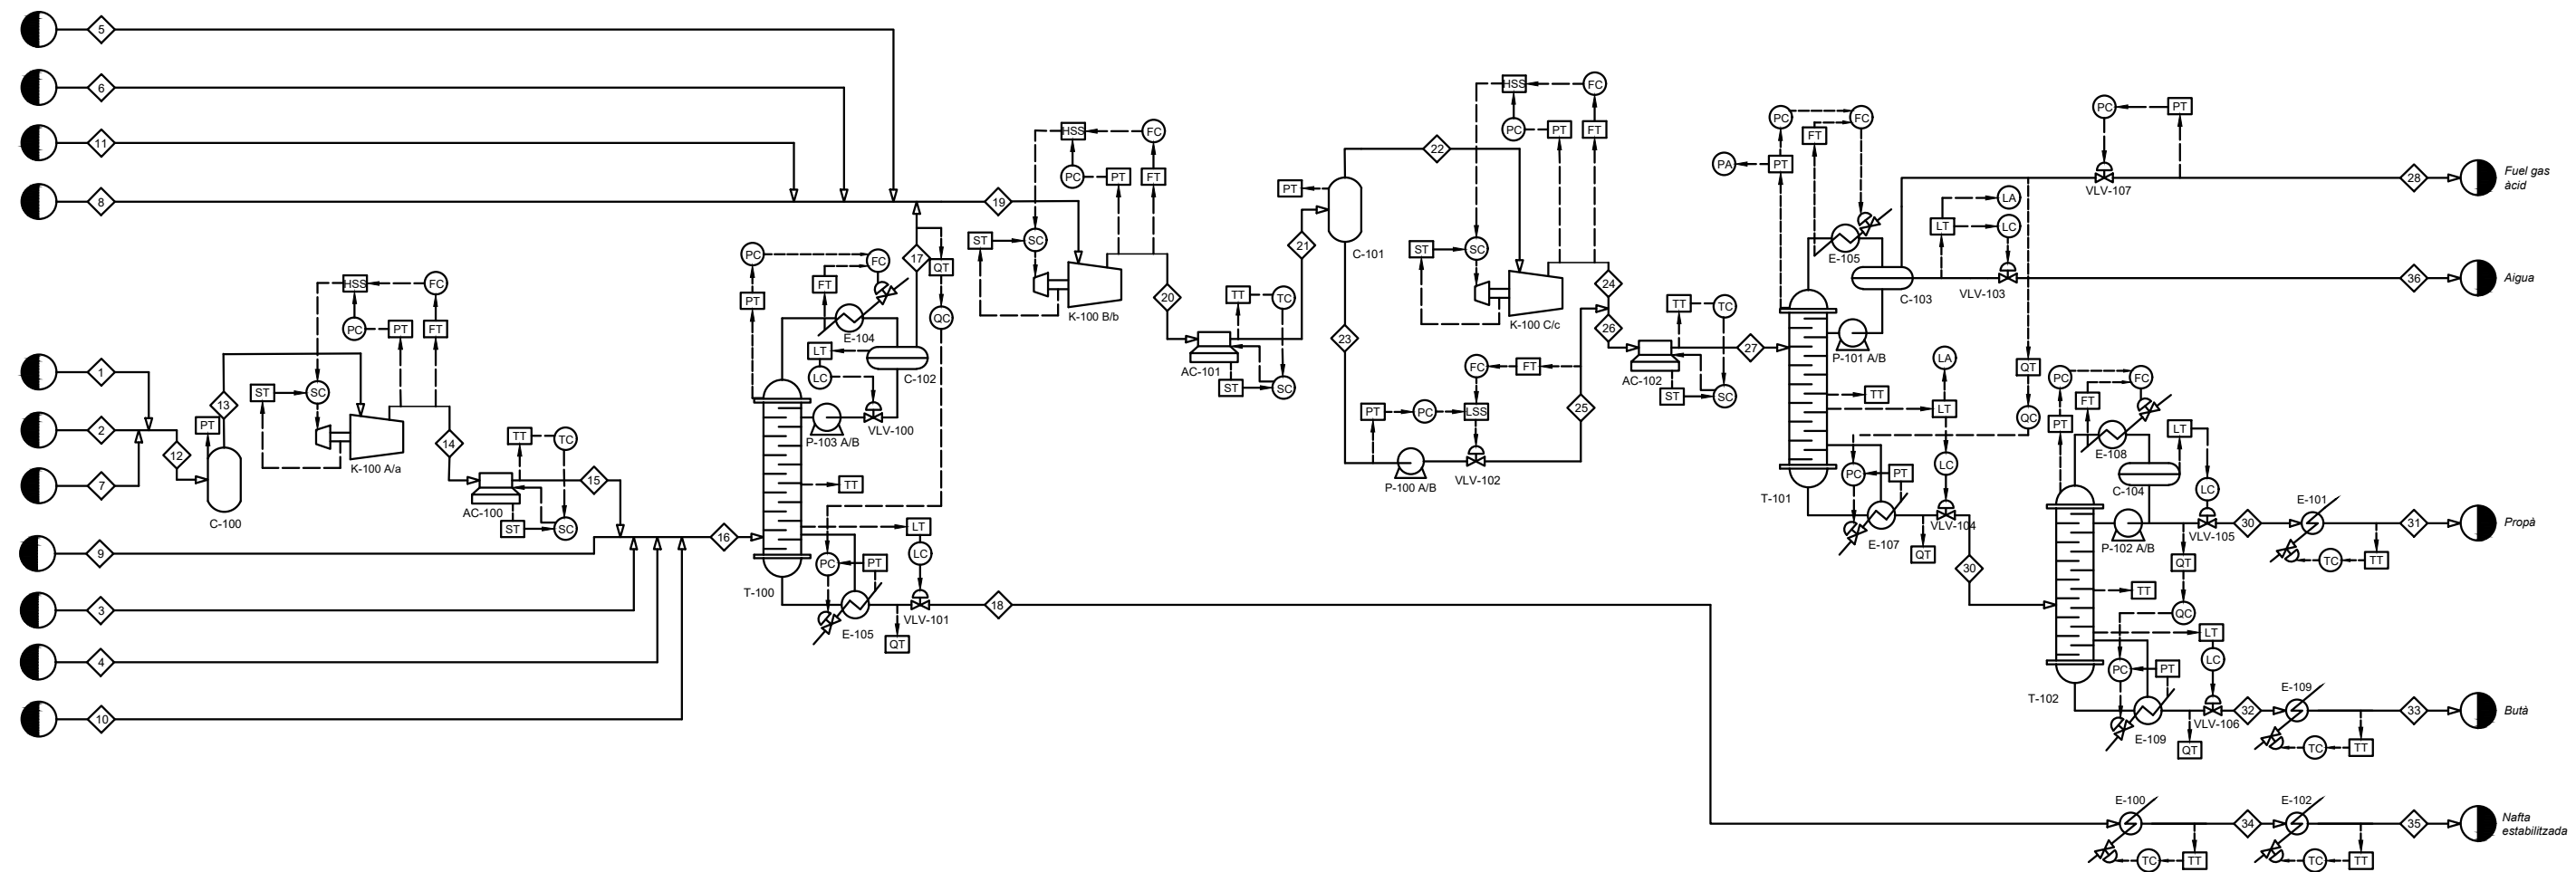 5
6
11
8
1
2
7
9
3
4
10
12
PT
13
C-100
HSS
FC
PC
PT
FT
ST
SC
K-100 A/a
14
TT
TC
AC-100
ST
SC
15
16
PC
FC
FT
PT
E-104
LT
LC
C-102
P-103 A/B
VLV-100
17
QT
QC
TT
LT
LC
PC
PT
T-100
E-105
VLV-101
QT
18
19
HSS
FC
PC
PT
FT
ST
SC
K-100 B/b
20
TT
TC
AC-101
ST
SC
21
PT
C-101
22
23
HSS
FC
PC
PT
FT
ST
SC
K-100 C/c
24
26
FC
FT
PT
PC
LSS
25
P-100 A/B
VLV-102
TT
TC
AC-102
ST
SC
27
PC
FC
FT
PA
PT
E-105
C-103
P-101 A/B
LA
LT
LC
VLV-103
TT
LA
LT
LC
PC
PT
T-101
E-107
VLV-104
QT
30
PC
PT
VLV-107
28
Fuel gas
àcid
36
Aigua
QT
QC
PC
FC
FT
PT
E-108
LT
C-104
LC
P-102 A/B
VLV-105
30
E-101
31
Propà
TC
TT
QT
TT
QC
LT
LC
PC
PT
T-102
E-109
VLV-106
QT
32
E-109
33
Butà
TC
TT
E-100
34
E-102
35
Nafta
estabilitzada
TC
TT
TC
TT